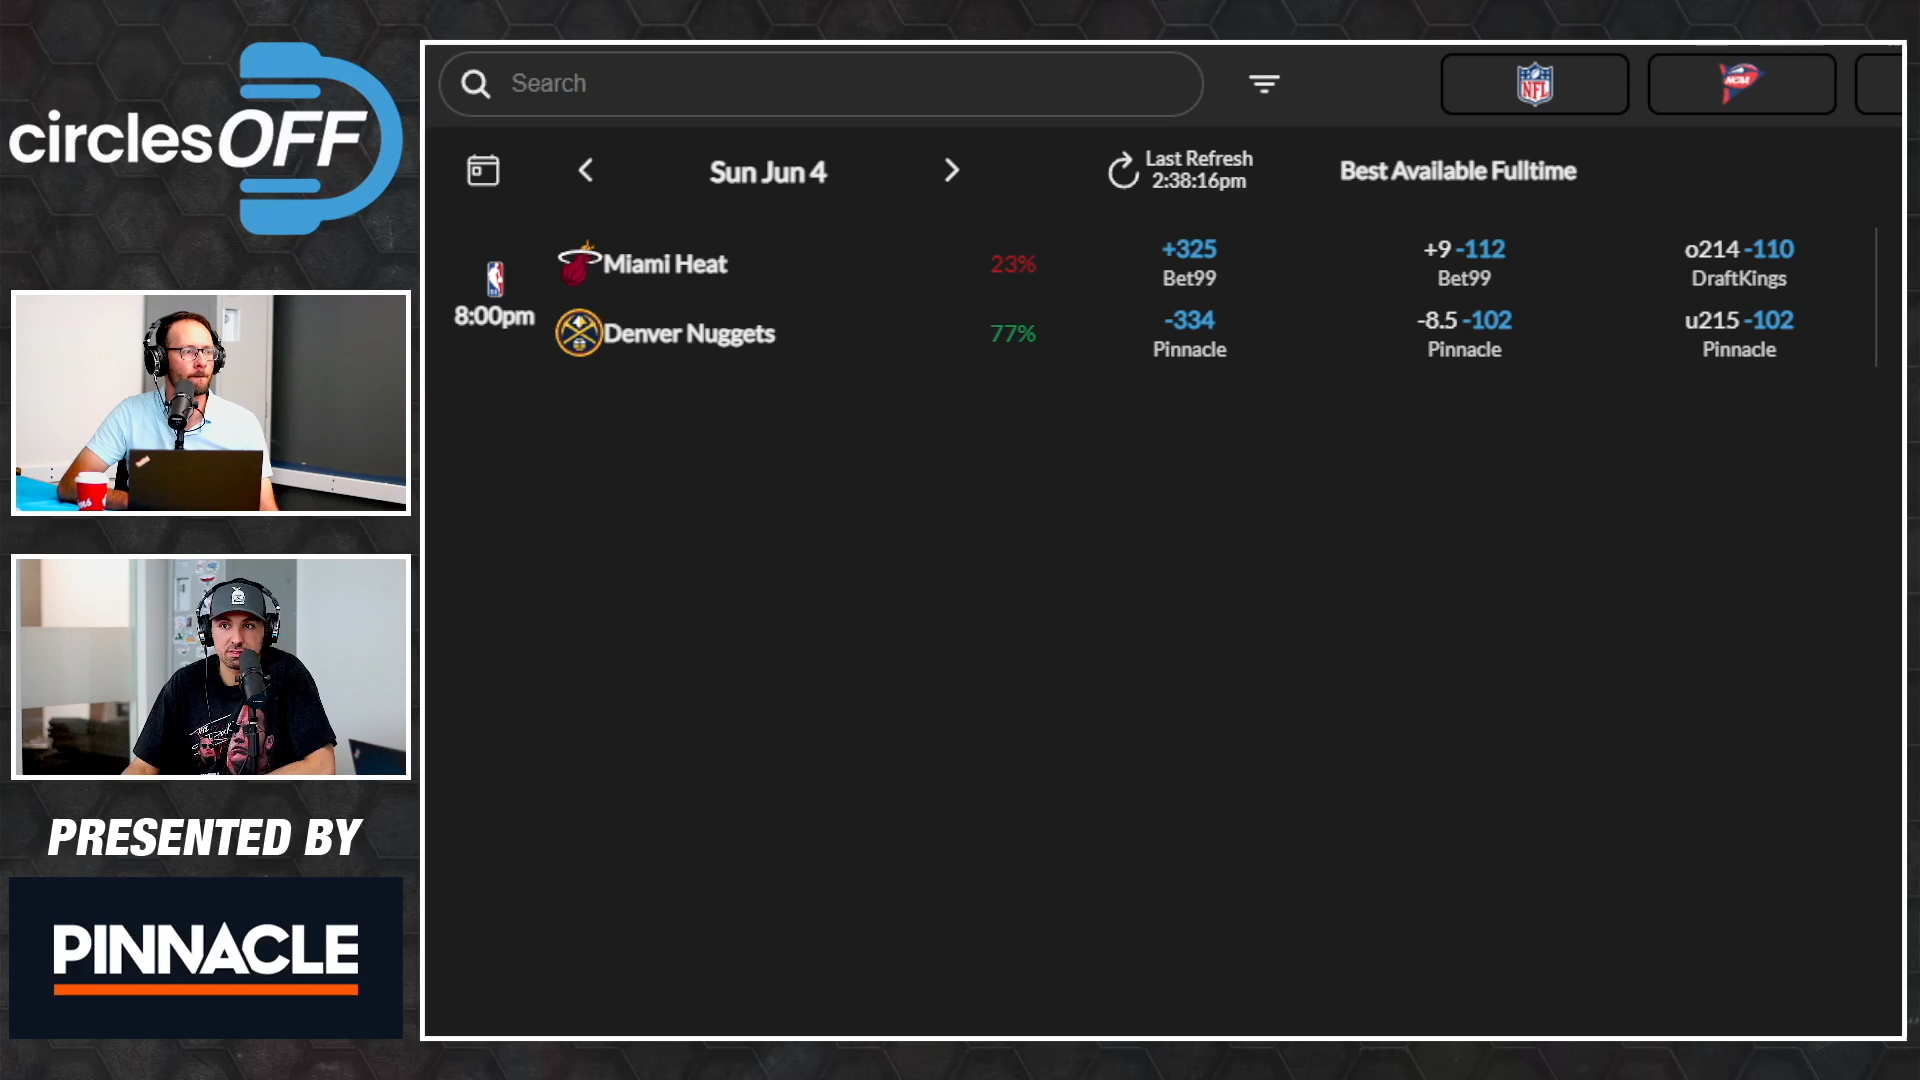 circlesOFF
PRESENTED BY
PINNACLE
Search
NFL
NCAA
Sun Jun 4
Last Refresh
2:38:16pm
Best Available Fulltime
8:00pm
Miami Heat
23%
+325
Bet99
+9 -112
Bet99
o214 -110
DraftKings
Denver Nuggets
77%
-334
Pinnacle
-8.5 -102
Pinnacle
u215 -102
Pinnacle